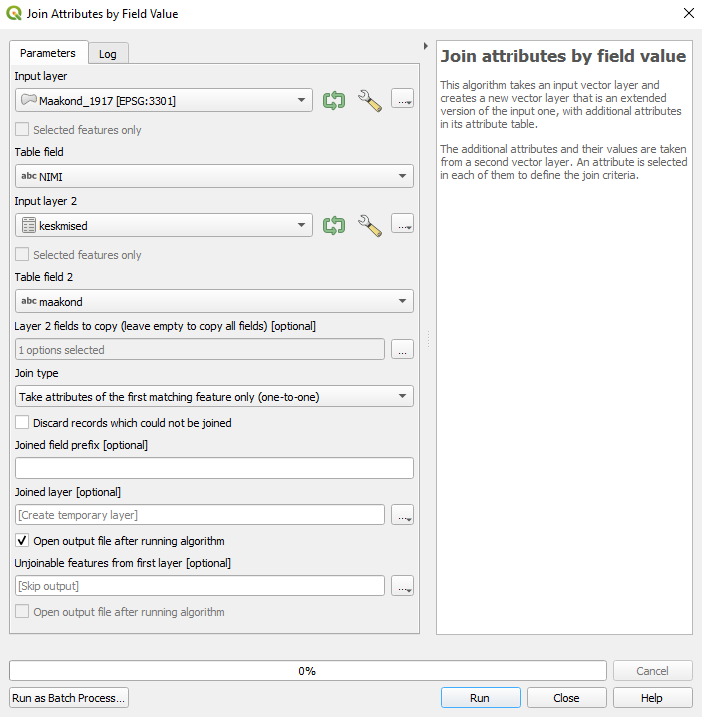 Join Attributes by Field Value
Parameters
Log
Input layer
Maakond_1917 [EPSG:3301]
...
Selected features only
Table field
abc NIMI
Input layer 2
keskmised
...
Selected features only
Table field 2
abc maakond
Layer 2 fields to copy (leave empty to copy all fields) [optional]
1 options selected
...
Join type
Take attributes of the first matching feature only (one-to-one)
Discard records which could not be joined
Joined field prefix [optional]
Joined layer [optional]
[Create temporary layer]
...
Open output file after running algorithm
Unjoinable features from first layer [optional]
[Skip output]
...
Open output file after running algorithm
Join attributes by field value
This algorithm takes an input vector layer and
creates a new vector layer that is an extended
version of the input one, with additional attributes
in its attribute table.
The additional attributes and their values are taken
from a second vector layer. An attribute is selected
in each of them to define the join criteria.
0%
Cancel
Run as Batch Process...
Run
Close
Help